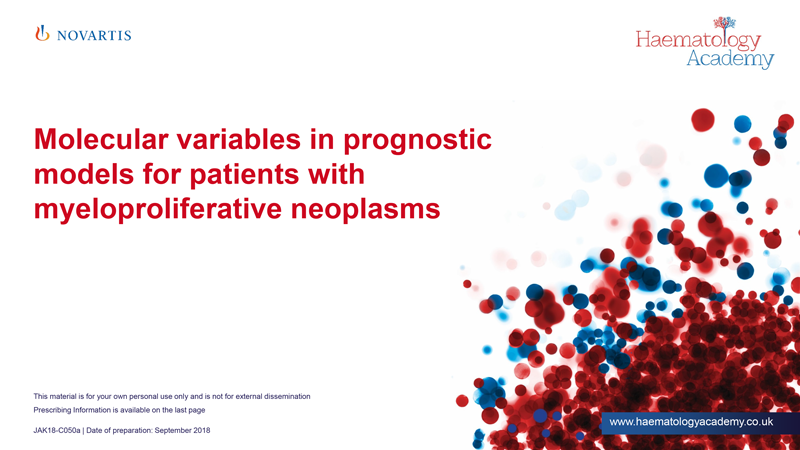 NOVARTIS
Haematology
Academy
Molecular variables in prognostic
models for patients with
myeloproliferative neoplasms
This material is for your own personal use only and is not for external dissemination
Prescribing Information is available on the last page
JAK18-C050a | Date of preparation: September 2018
www.haematologyacademy.co.uk